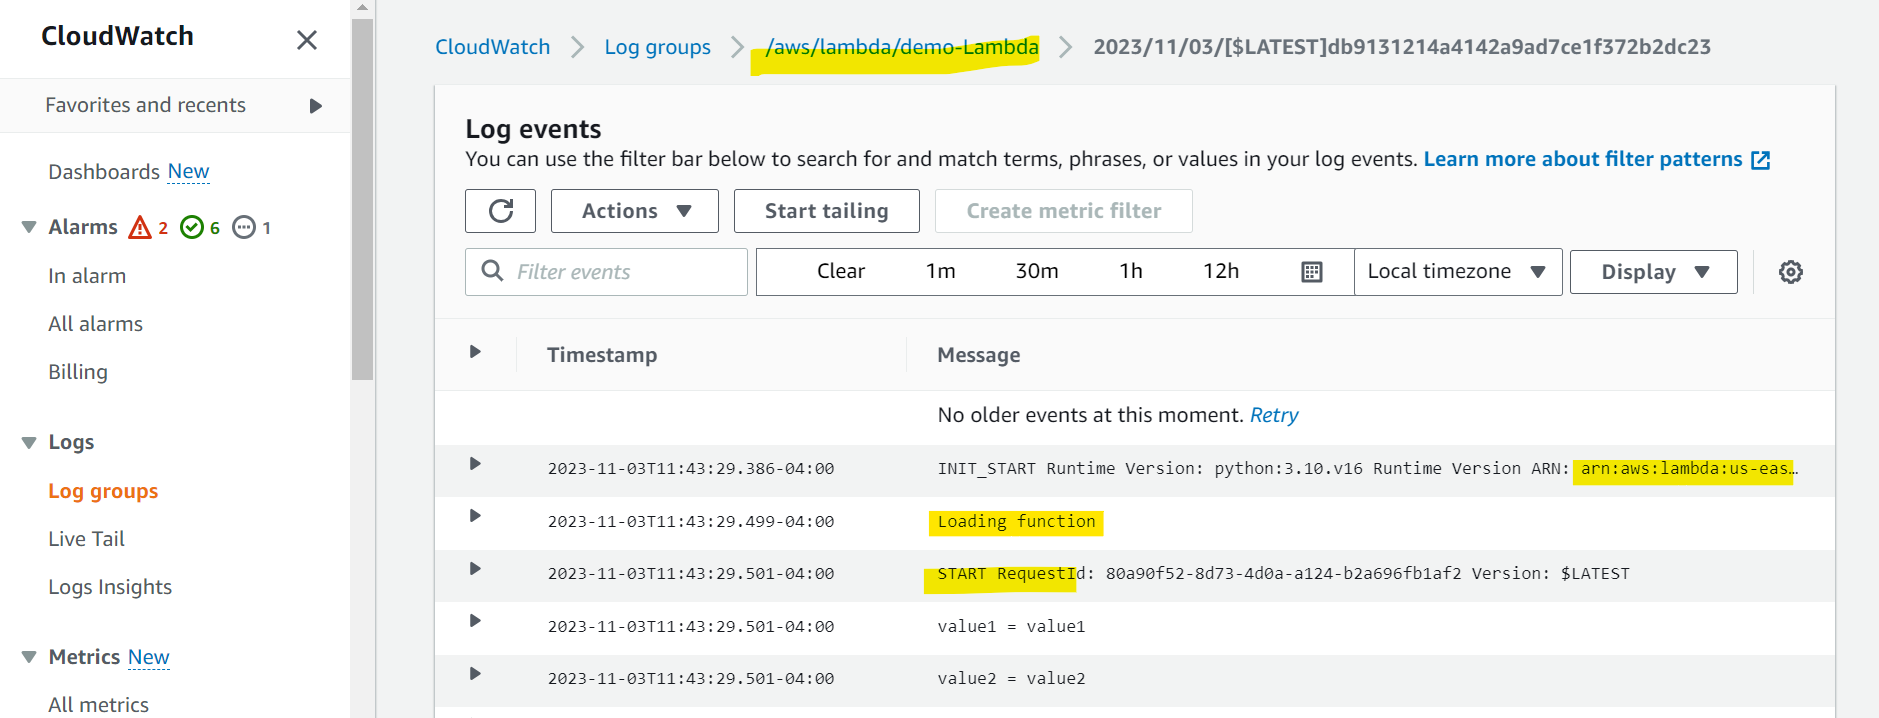 CloudWatch
Favorites and recents
Dashboards New
Alarms 2 6 1
In alarm
All alarms
Billing
Logs
Log groups
Live Tail
Logs Insights
Metrics New
All metrics
CloudWatch Log groups /aws/lambda/demo-Lambda 2023/11/03/[$LATEST]db9131214a4142a9ad7ce1f372b2dc23
Log events
You can use the filter bar below to search for and match terms, phrases, or values in your log events. Learn more about filter patterns
Actions Start tailing Create metric filter
Filter events Clear 1m 30m 1h 12h Local timezone Display
Timestamp Message
No older events at this moment. Retry
2023-11-03T11:43:29.386-04:00 INIT_START Runtime Version: python:3.10.v16 Runtime Version ARN: arn:aws:lambda:us-eas…
2023-11-03T11:43:29.499-04:00 Loading function
2023-11-03T11:43:29.501-04:00 START RequestId: 80a90f52-8d73-4d0a-a124-b2a696fb1af2 Version: $LATEST
2023-11-03T11:43:29.501-04:00 value1 = value1
2023-11-03T11:43:29.501-04:00 value2 = value2